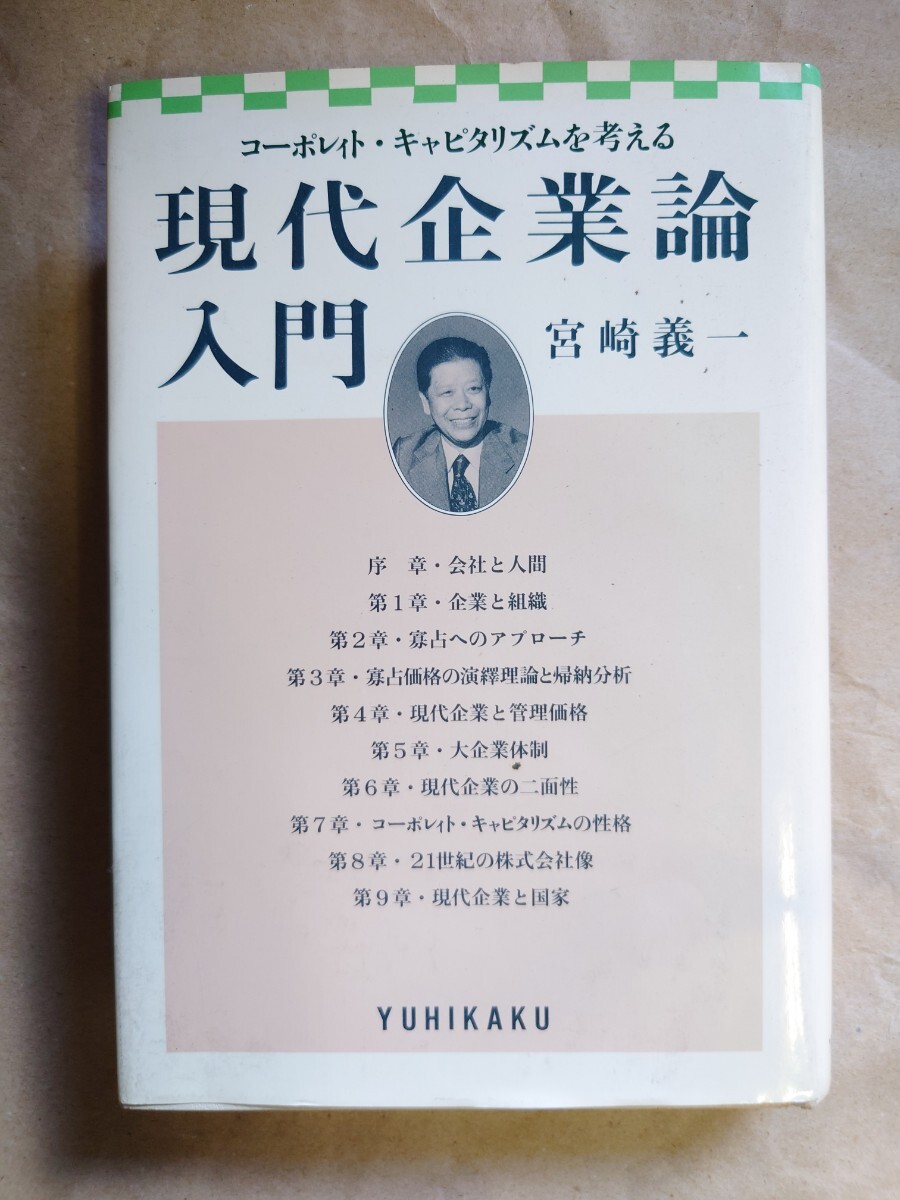 コーポレイト・キャピタリズムを考える
現代企業論
入門
宮崎義一
序　章・会社と人間
第1章・企業と組織
第2章・寡占へのアプローチ
第3章・寡占価格の演繹理論と帰納分析
第4章・現代企業と管理価格
第5章・大企業体制
第6章・現代企業の二面性
第7章・コーポレイト・キャピタリズムの性格
第8章・21世紀の株式会社像
第9章・現代企業と国家
YUHIKAKU